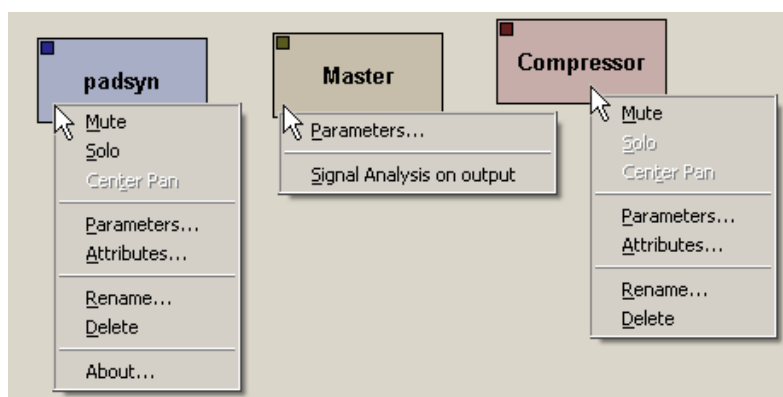 padsyn
Mute
Solo
Center Pan
Parameters...
Attributes...
Rename...
Delete
About...
Master
Parameters...
Signal Analysis on output
Compressor
Mute
Solo
Center Pan
Parameters...
Attributes...
Rename...
Delete